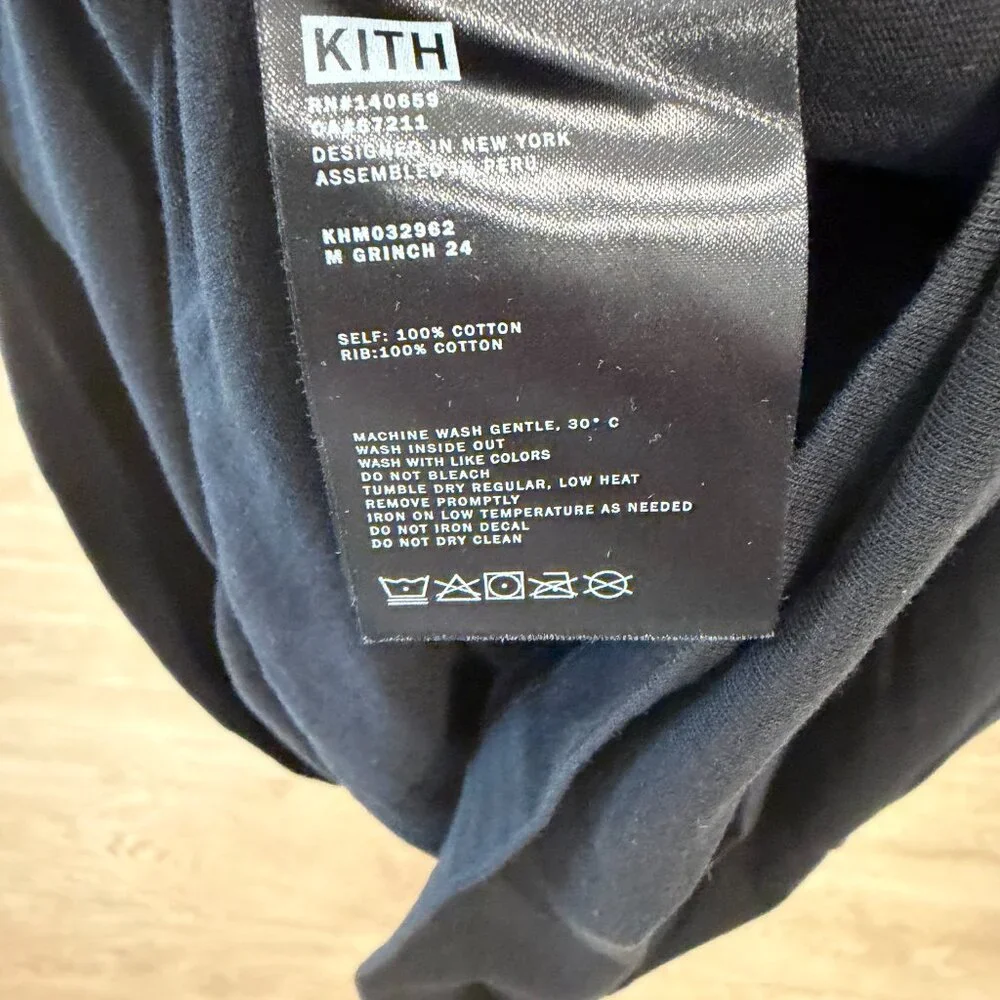 KITH
RN#140659
CA#67211
DESIGNED IN NEW YORK
ASSEMBLED IN PERU
KHM032962
M GRINCH 24
SELF: 100% COTTON
RIB:100% COTTON
MACHINE WASH GENTLE, 30° C
WASH INSIDE OUT
WASH WITH LIKE COLORS
DO NOT BLEACH
TUMBLE DRY REGULAR, LOW HEAT
REMOVE PROMPTLY
IRON ON LOW TEMPERATURE AS NEEDED
DO NOT IRON DECAL
DO NOT DRY CLEAN